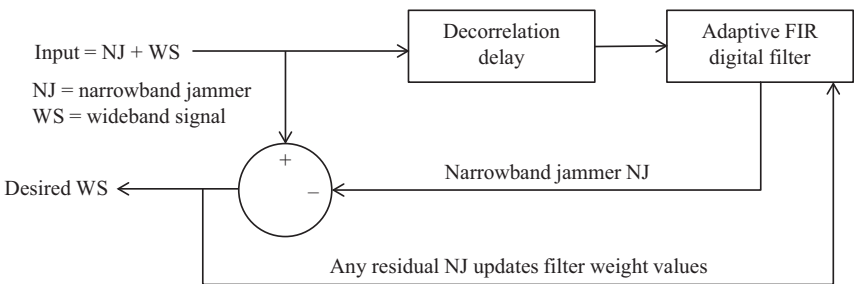 Decorrelation
delay
Adaptive FIR
digital filter
Input = NJ + WS
NJ = narrowband jammer
WS = wideband signal
+
−
Narrowband jammer NJ
Desired WS
Any residual NJ updates filter weight values